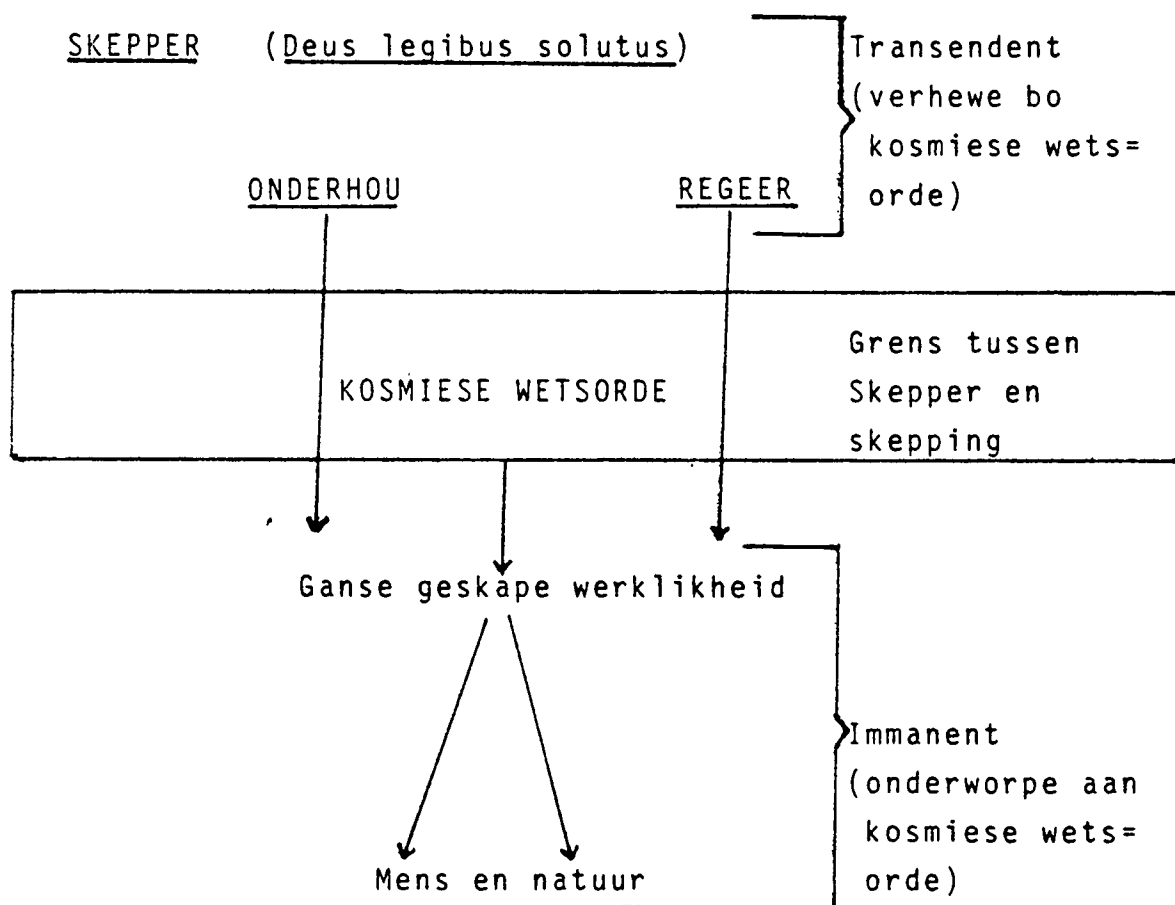 SKEPPER (Deus legibus solutus)
Transendent
(verhewe bo
kosmiese wets=
orde)
ONDERHOU REGEER
KOSMIESE WETSORDE
Grens tussen
Skepper en
skepping
Ganse geskape werklikheid
Immanent
(onderworpe aan
kosmiese wets=
orde)
Mens en natuur